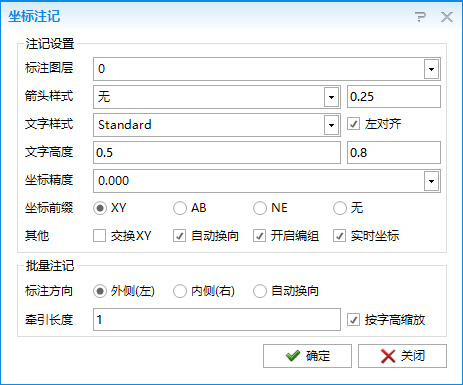 坐标注记
注记设置
标注图层 0
箭头样式 无 0.25
文字样式 Standard 左对齐
文字高度 0.5 0.8
坐标精度 0.000
坐标前缀 XY AB NE 无
其他 交换XY 自动换向 开启编组 实时坐标
批量注记
标注方向 外侧(左) 内侧(右) 自动换向
牵引长度 1 按字高缩放
确定 关闭